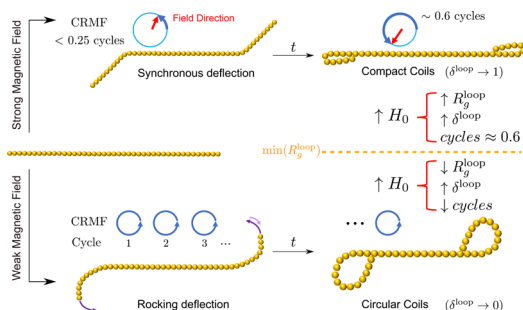 Strong Magnetic Field
CRMF
< 0.25 cycles
Field Direction
Synchronous deflection
t
~ 0.6 cycles
Compact Coils (δ^loop → 1)
↑ H₀
↑ R_g^loop
↑ δ^loop
cycles ≈ 0.6
min(R_g^loop)
↑ H₀
↓ R_g^loop
↑ δ^loop
↓ cycles
Weak Magnetic Field
CRMF
Cycle 1 2 3 ...
Rocking deflection
t
...
Circular Coils (δ^loop → 0)